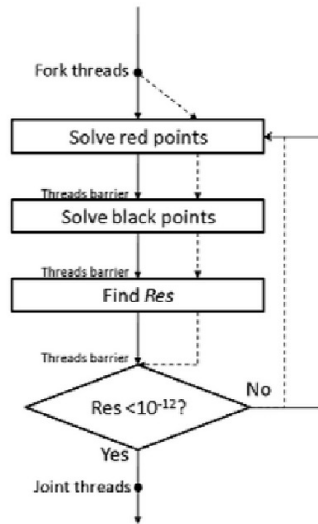 Fork threads
Solve red points
Threads barrier
Solve black points
Threads barrier
Find Res
Threads barrier
Res <10⁻¹²?
No
Yes
Joint threads